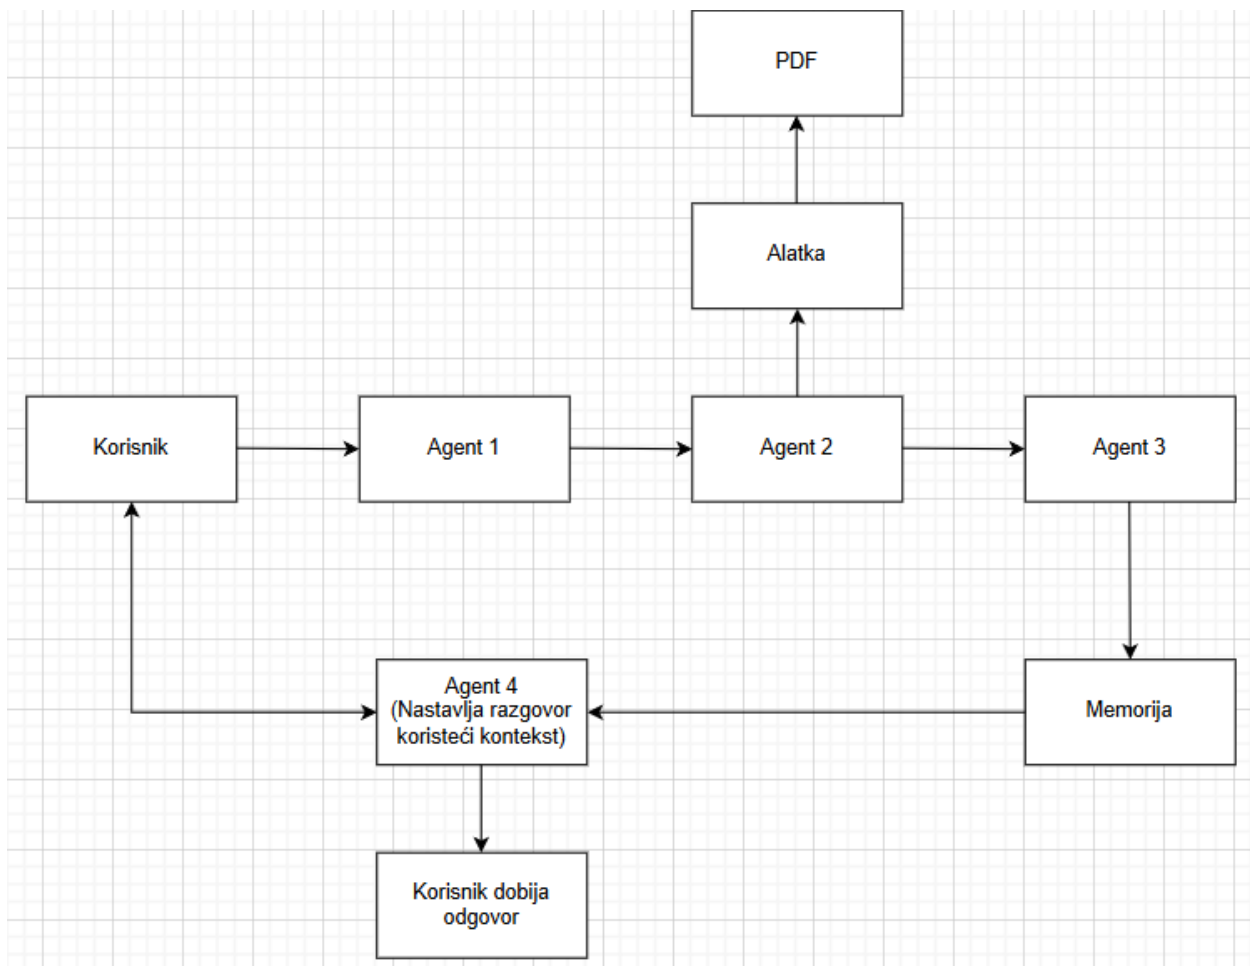 PDF
Alatka
Korisnik
Agent 1
Agent 2
Agent 3
Agent 4
(Nastavlja razgovor
koristeći kontekst)
Memorija
Korisnik dobija
odgovor